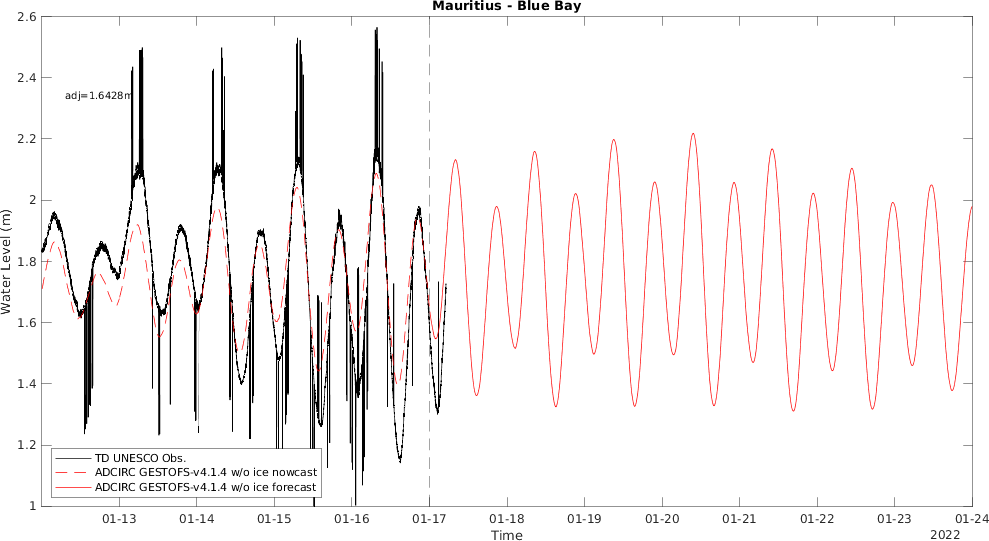 Mauritius - Blue Bay
2.6
2.4
2.2
2
1.8
1.6
1.4
1.2
1
Water Level (m)
adj=1.6428m
TD UNESCO Obs.
ADCIRC GESTOFS-v4.1.4 w/o ice nowcast
ADCIRC GESTOFS-v4.1.4 w/o ice forecast
01-13 01-14 01-15 01-16 01-17 01-18 01-19 01-20 01-21 01-22 01-23 01-24
Time
2022